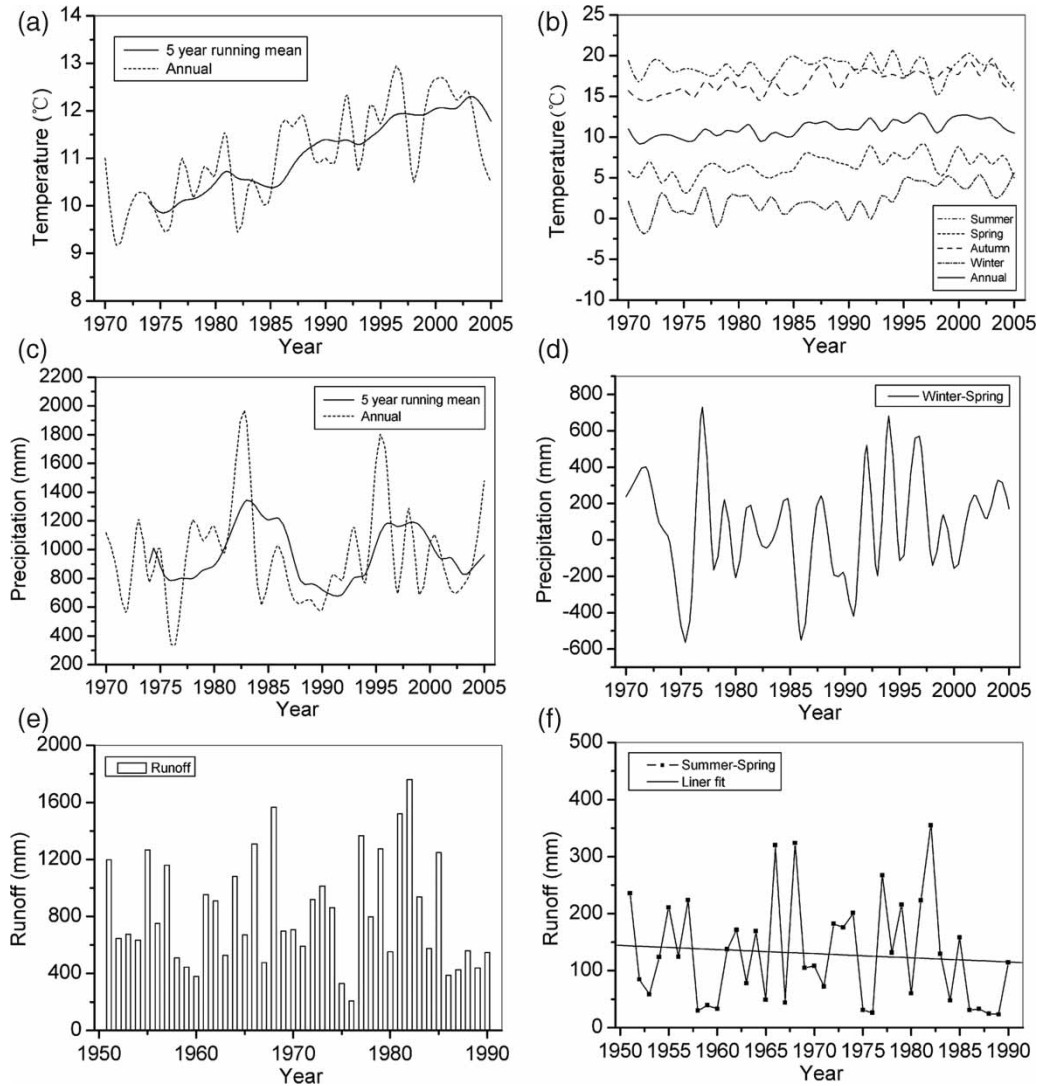 (a)
14
13
12
11
10
9
8
Temperature (℃)
5 year running mean
Annual
1970 1975 1980 1985 1990 1995 2000 2005
Year
(b)
25
20
15
10
5
0
-5
-10
Temperature (℃)
Summer
Spring
Autumn
Winter
Annual
1970 1975 1980 1985 1990 1995 2000 2005
Year
(c)
2200
2000
1800
1600
1400
1200
1000
800
600
400
200
Precipitation (mm)
5 year running mean
Annual
1970 1975 1980 1985 1990 1995 2000 2005
Year
(d)
800
600
400
200
0
-200
-400
-600
Precipitation (mm)
Winter-Spring
1970 1975 1980 1985 1990 1995 2000 2005
Year
(e)
2000
1600
1200
800
400
0
Runoff (mm)
Runoff
1950 1960 1970 1980 1990
Year
(f)
500
400
300
200
100
0
Runoff (mm)
Summer-Spring
Liner fit
1950 1955 1960 1965 1970 1975 1980 1985 1990
Year